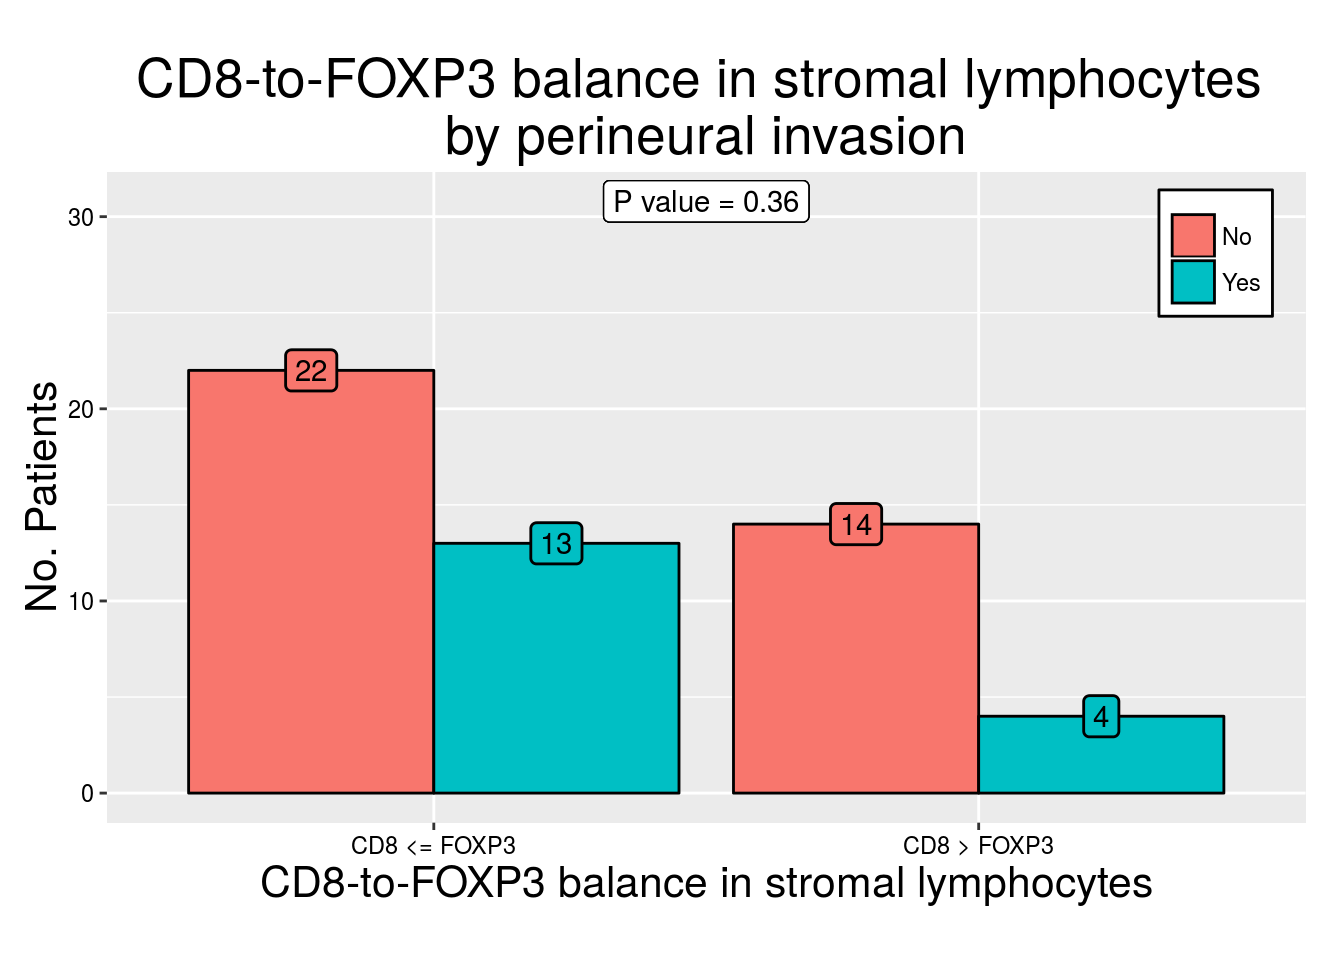 CD8-to-FOXP3 balance in stromal lymphocytes
by perineural invasion
P value = 0.36
No
Yes
No. Patients
30
20
10
0
22
13
14
4
CD8 <= FOXP3
CD8 > FOXP3
CD8-to-FOXP3 balance in stromal lymphocytes